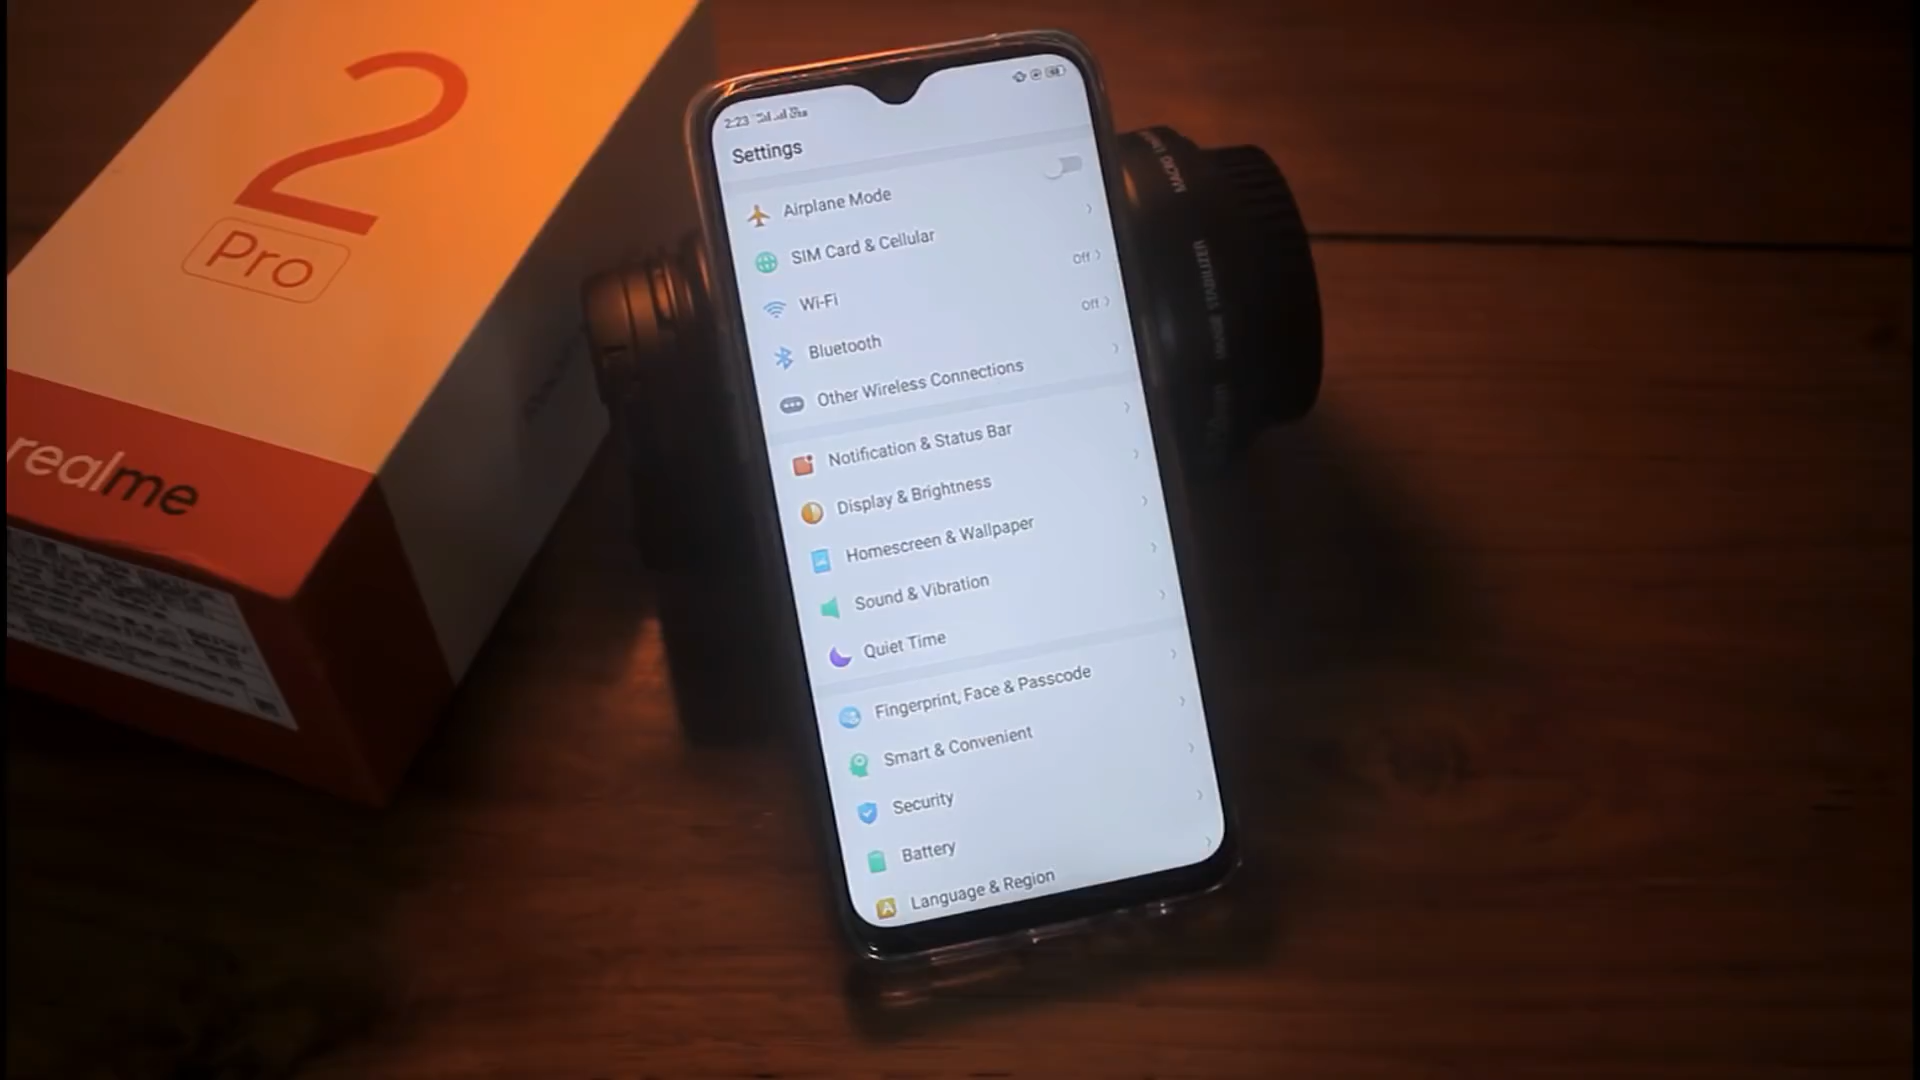 2
Pro
realme
2:23
Settings
Airplane Mode
SIM Card & Cellular
Wi-Fi
Off
Bluetooth
Off
Other Wireless Connections
Notification & Status Bar
Display & Brightness
Homescreen & Wallpaper
Sound & Vibration
Quiet Time
Fingerprint, Face & Passcode
Smart & Convenient
Security
Battery
Language & Region
MACRO
STABILIZER